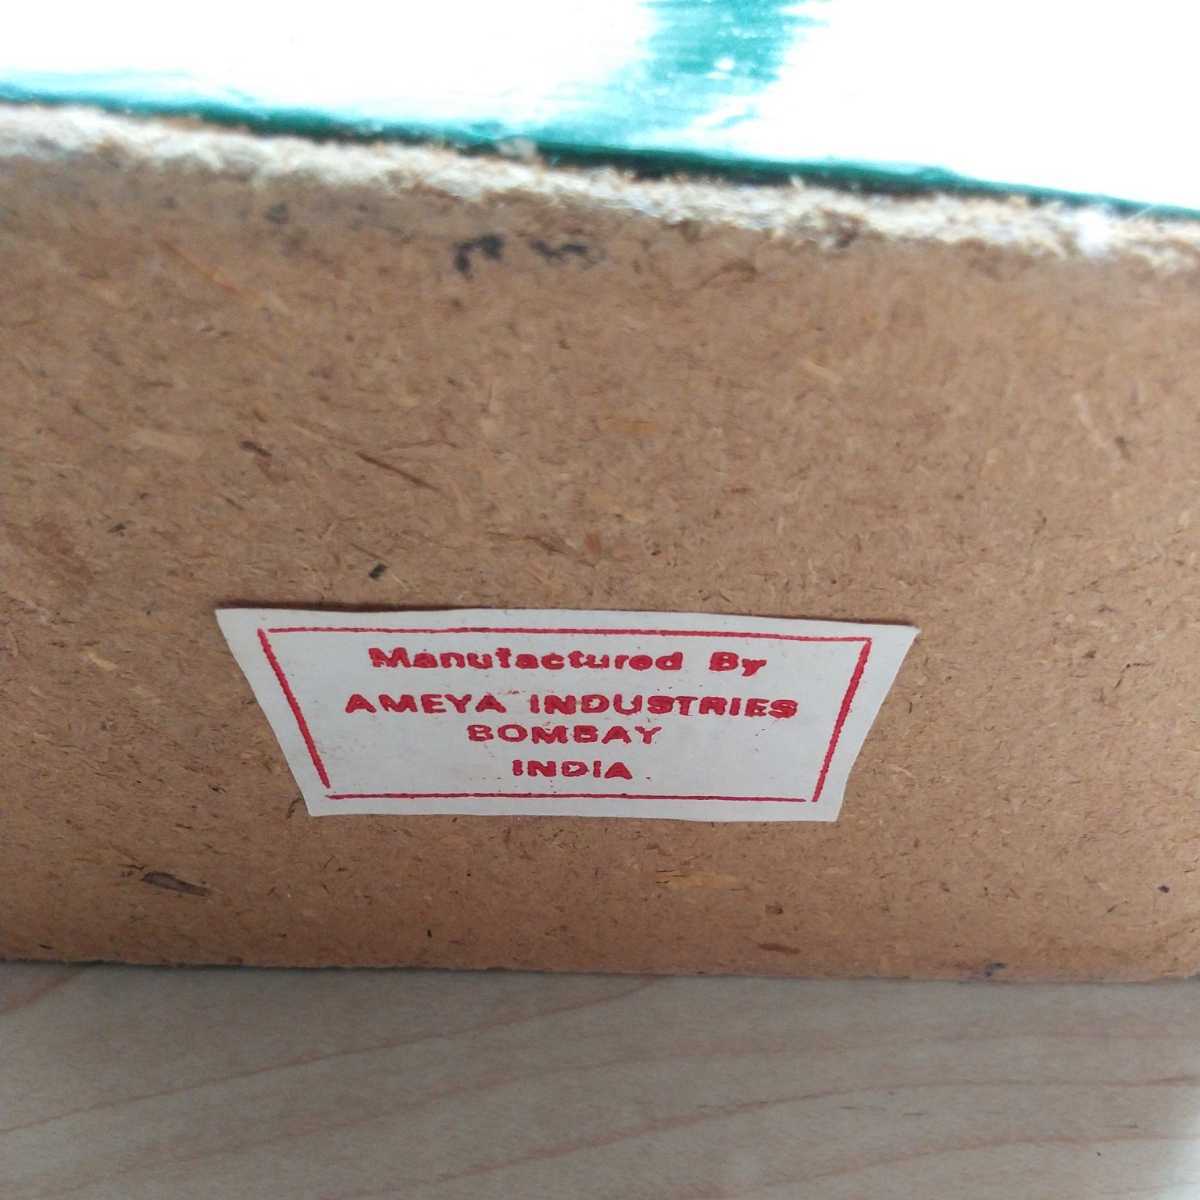 Manufactured By
AMEYA INDUSTRIES
BOMBAY
INDIA